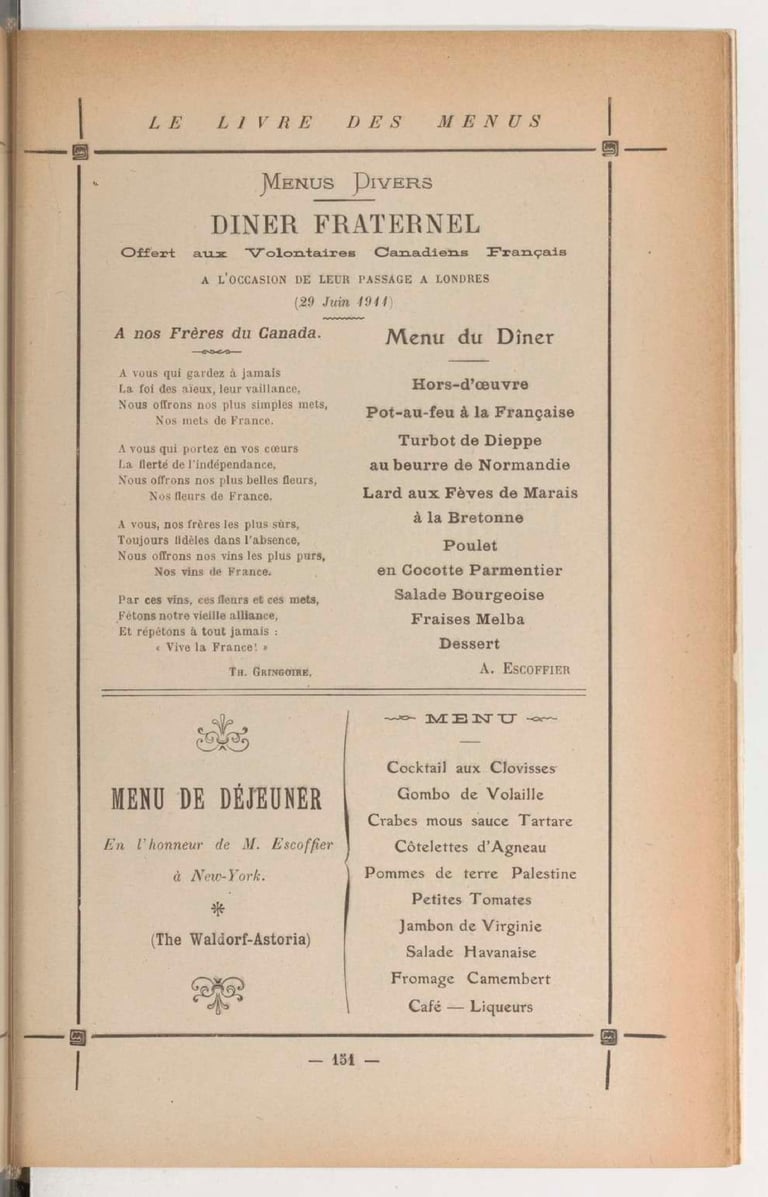 LE LIVRE DES MENUS
MENUS DIVERS
DINER FRATERNEL
Offert aux Volontaires Canadiens Français
A L'OCCASION DE LEUR PASSAGE A LONDRES
(29 Juin 1911)
A nos Frères du Canada.
A vous qui gardez à jamais
La foi des aïeux, leur vaillance,
Nous offrons nos plus simples mets,
Nos mets de France.
A vous qui portez en vos cœurs
La fierté de l'indépendance,
Nous offrons nos plus belles fleurs,
Nos fleurs de France.
A vous, nos frères les plus sûrs,
Toujours fidèles dans l'absence,
Nous offrons nos vins les plus purs,
Nos vins de France.
Par ces vins, ces fleurs et ces mets,
Fêtons notre vieille alliance,
Et répétons à tout jamais :
« Vive la France! »
TH. GRINGOIRE.
Menu du Dîner
Hors-d'œuvre
Pot-au-feu à la Française
Turbot de Dieppe
au beurre de Normandie
Lard aux Fèves de Marais
à la Bretonne
Poulet
en Cocotte Parmentier
Salade Bourgeoise
Fraises Melba
Dessert
A. ESCOFFIER
MENU DE DÉJEUNER
En l'honneur de M. Escoffier
à New-York.
(The Waldorf-Astoria)
MENU
Cocktail aux Clovisses
Gombo de Volaille
Crabes mous sauce Tartare
Côtelettes d'Agneau
Pommes de terre Palestine
Petites Tomates
Jambon de Virginie
Salade Havanaise
Fromage Camembert
Café — Liqueurs
— 151 —